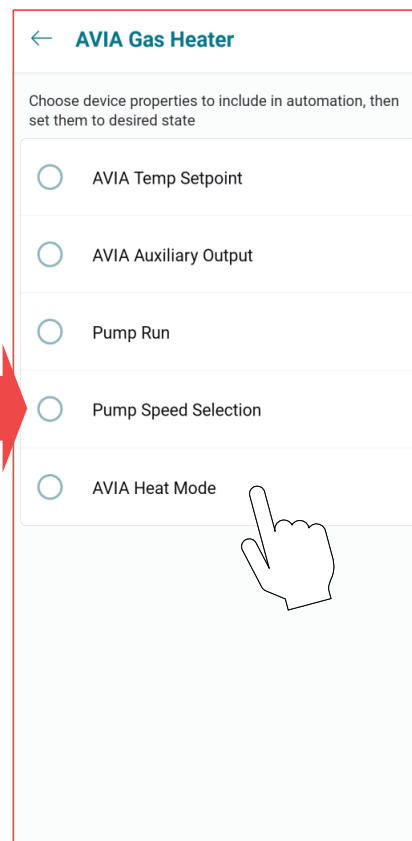 AVIA Gas Heater
Choose device properties to include in automation, then
set them to desired state
AVIA Temp Setpoint
AVIA Auxiliary Output
Pump Run
Pump Speed Selection
AVIA Heat Mode